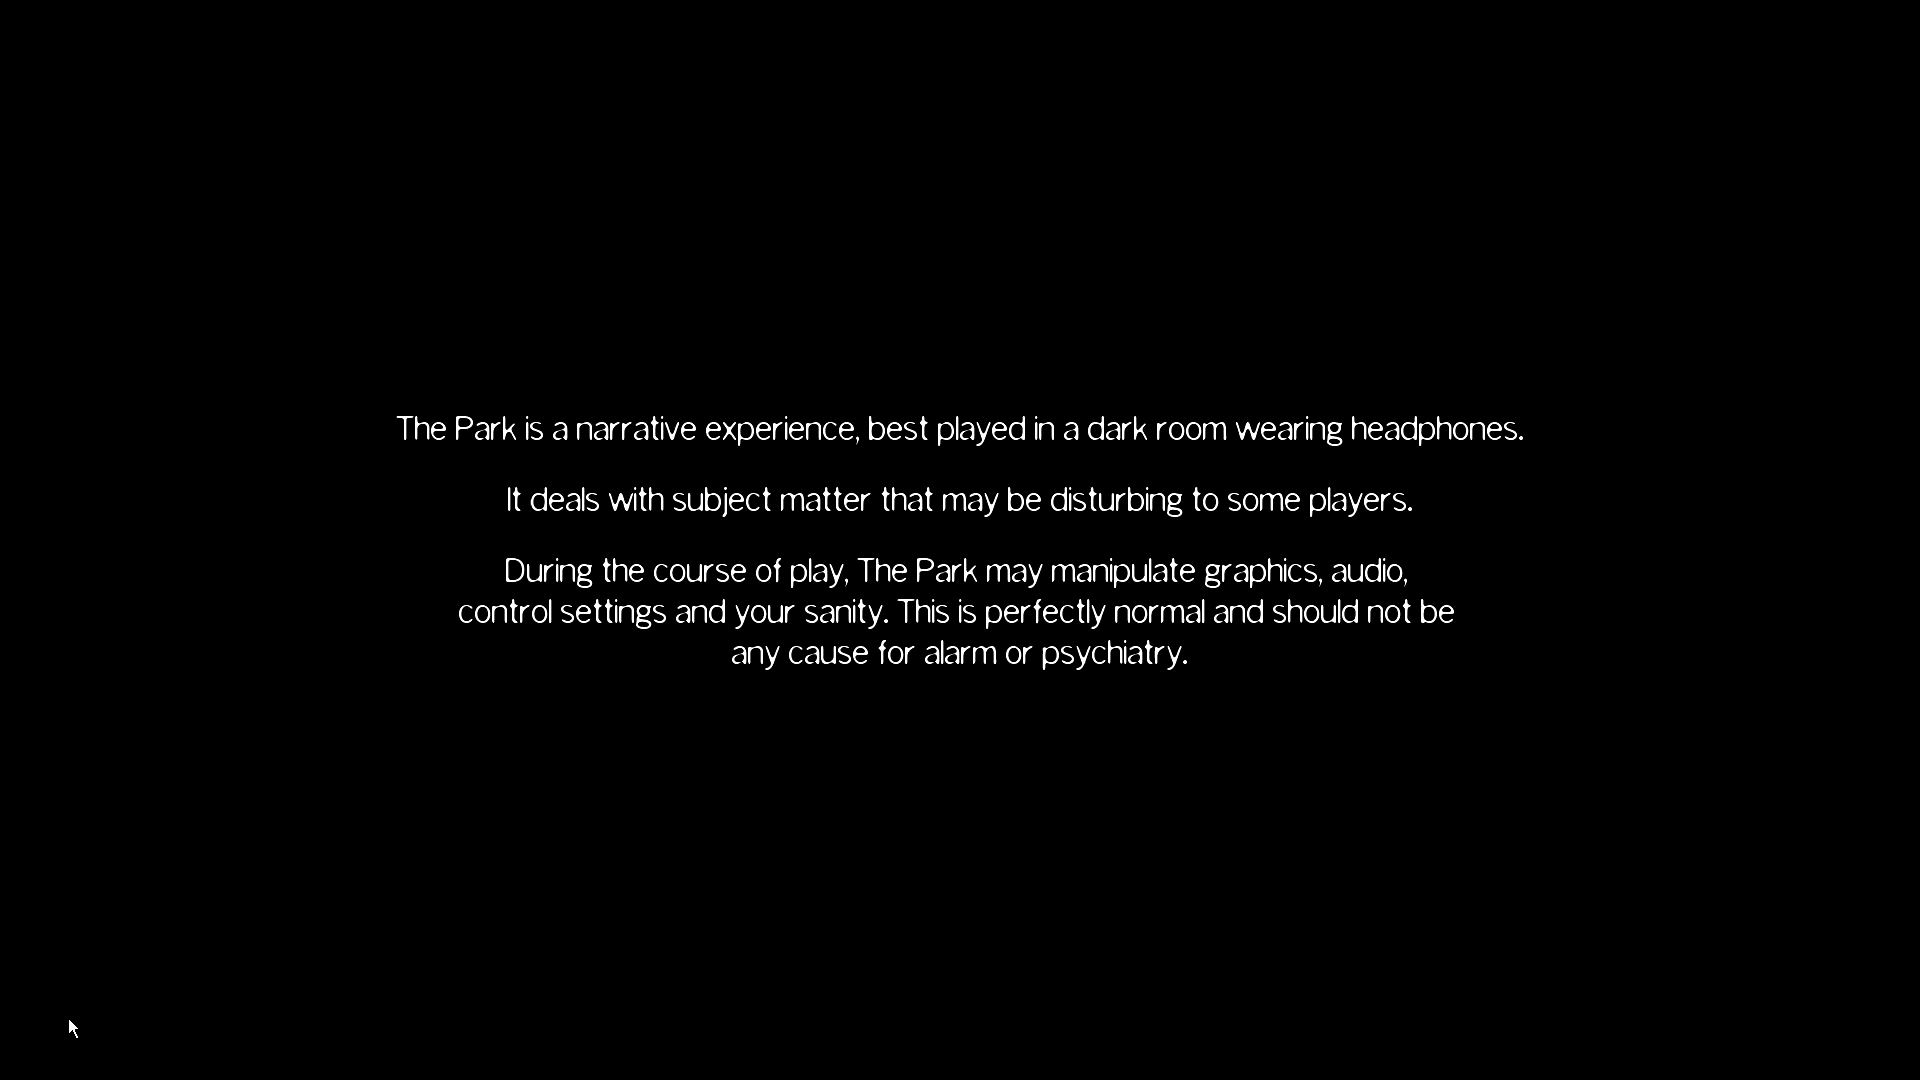 The Park is a narrative experience, best played in a dark room wearing headphones.
It deals with subject matter that may be disturbing to some players.
During the course of play, The Park may manipulate graphics, audio,
control settings and your sanity. This is perfectly normal and should not be
any cause for alarm or psychiatry.